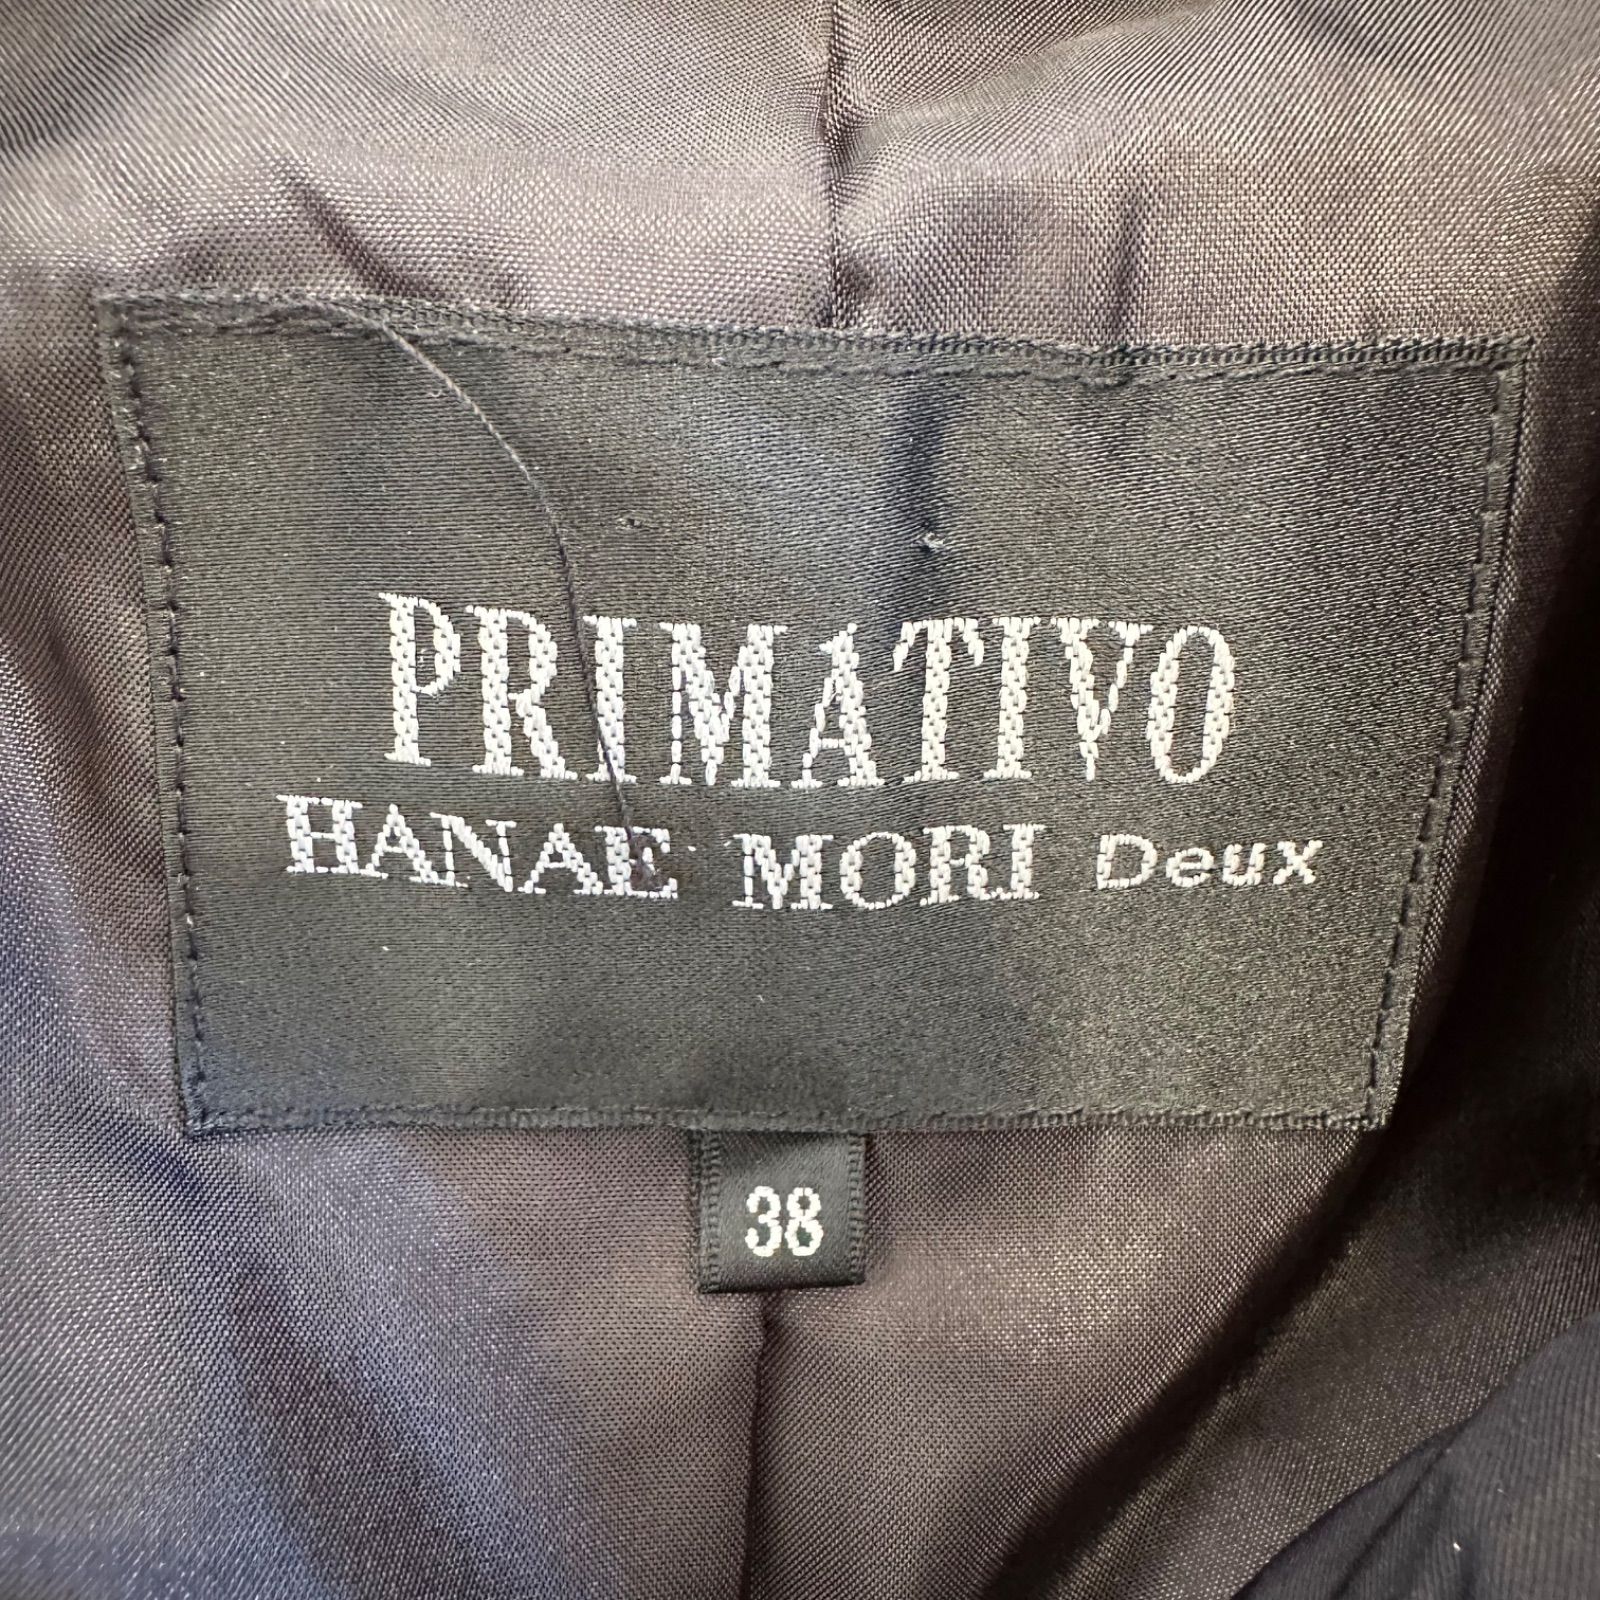 PRIMATIVO
HANAE MORI Deux
38